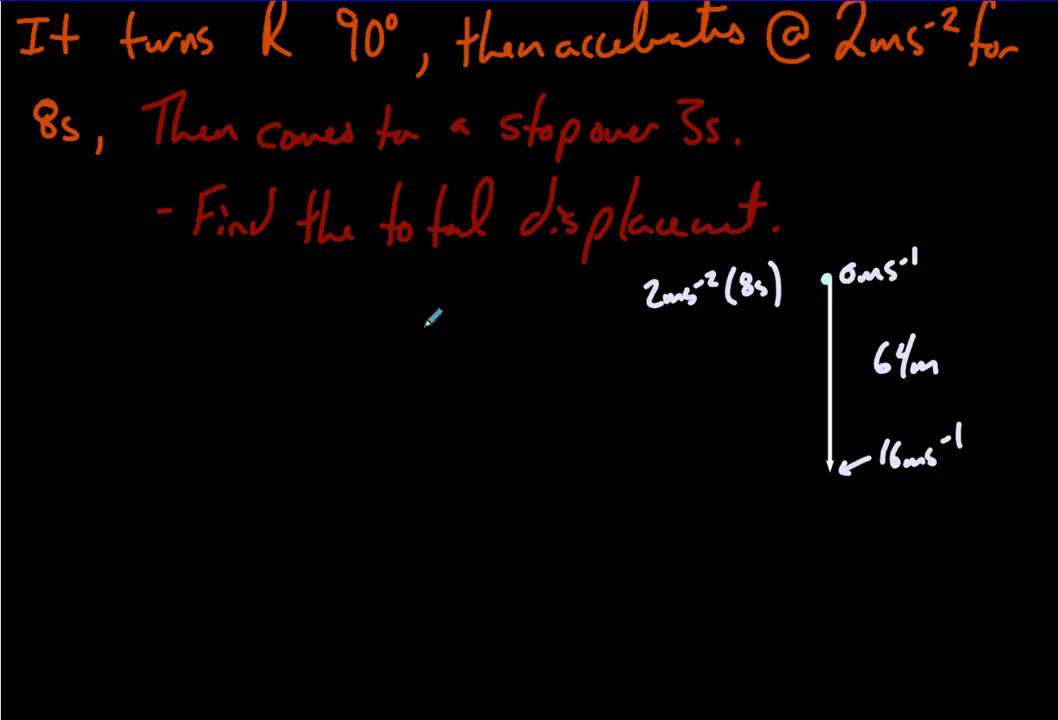 It turns R 90°, then accelerates @ 2ms⁻² for
8s, Then comes to a stop over 3s.
- Find the total displacement.
2ms⁻²(8s) 0ms⁻¹
64m
16ms⁻¹